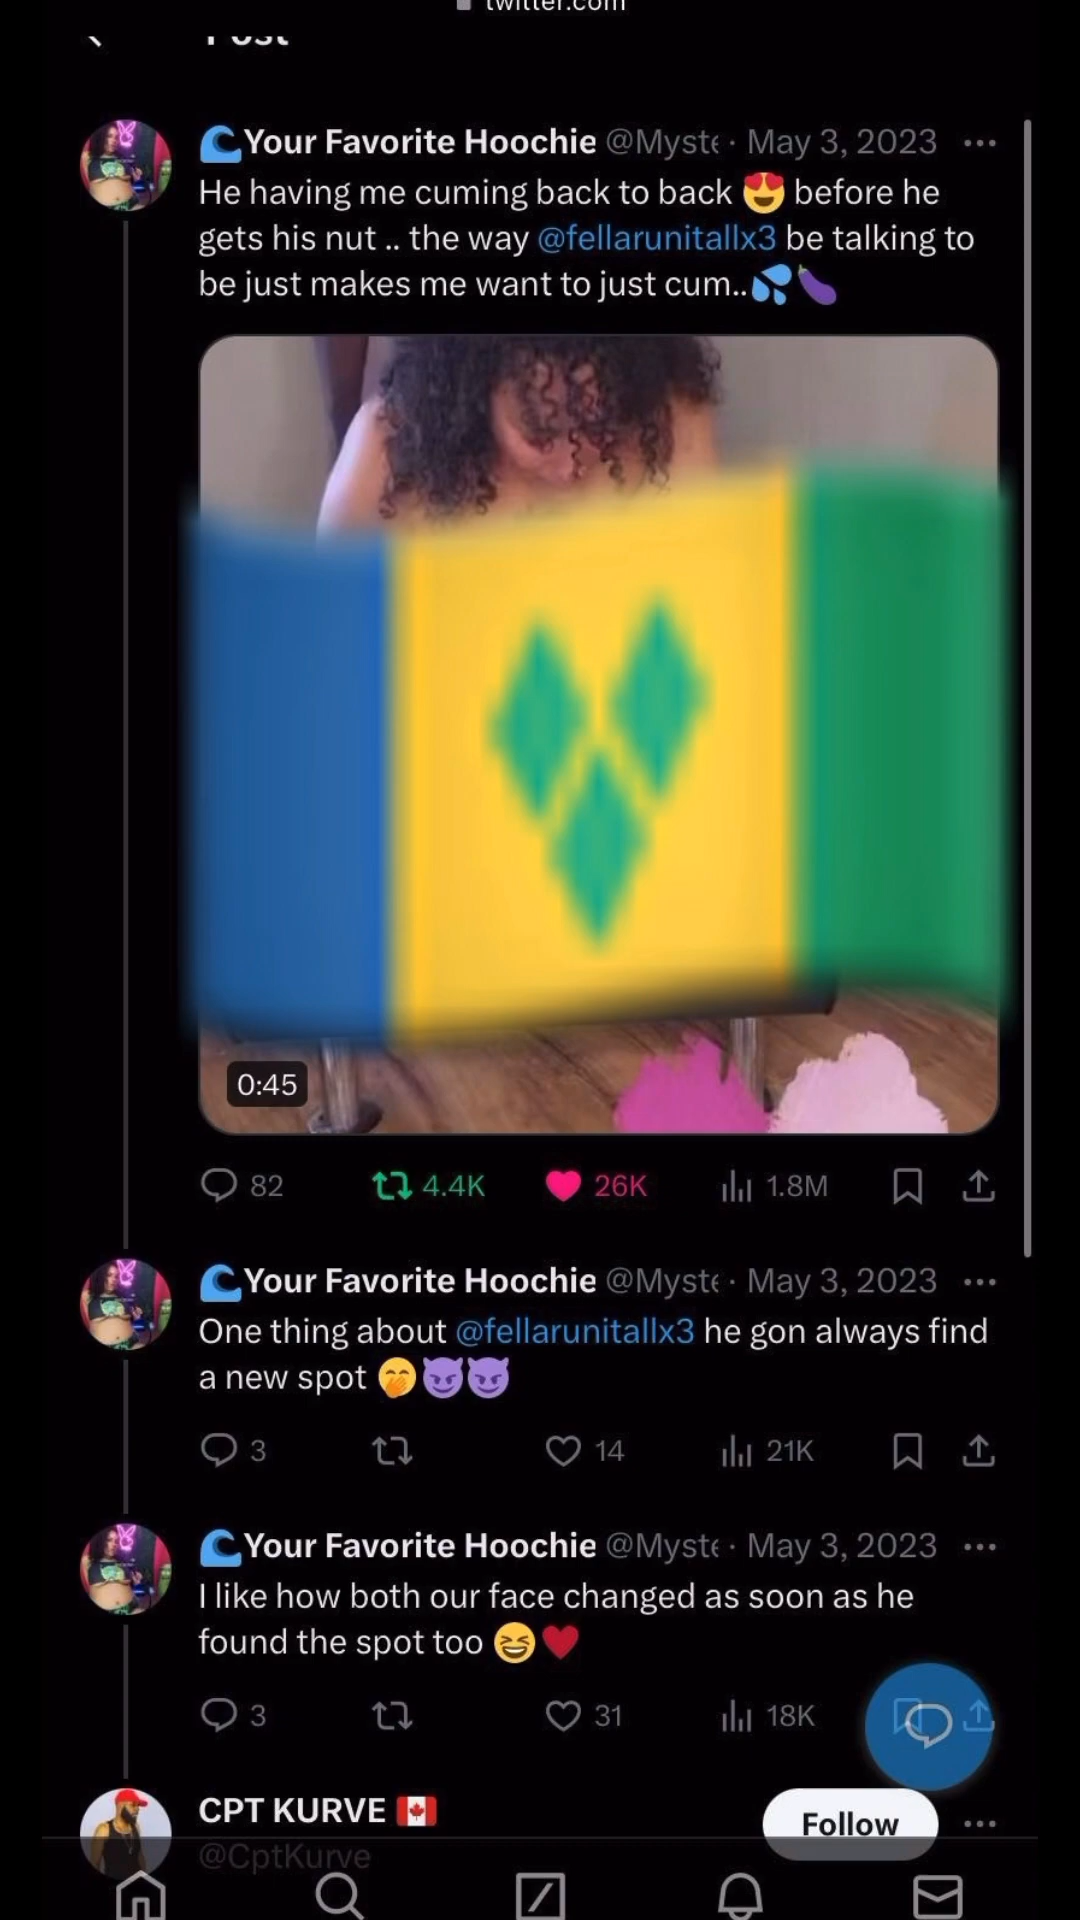 twitter.com
Post
Your Favorite Hoochie @Myste · May 3, 2023
He having me cuming back to back 😍 before he
gets his nut .. the way @fellarunitallx3 be talking to
be just makes me want to just cum..💦🍆
0:45
82 4.4K 26K 1.8M
Your Favorite Hoochie @Myste · May 3, 2023
One thing about @fellarunitallx3 he gon always find
a new spot 🤭😈😈
3 14 21K
Your Favorite Hoochie @Myste · May 3, 2023
I like how both our face changed as soon as he
found the spot too 😆♥️
3 31 18K
CPT KURVE 🇨🇦
Follow
@CptKurve